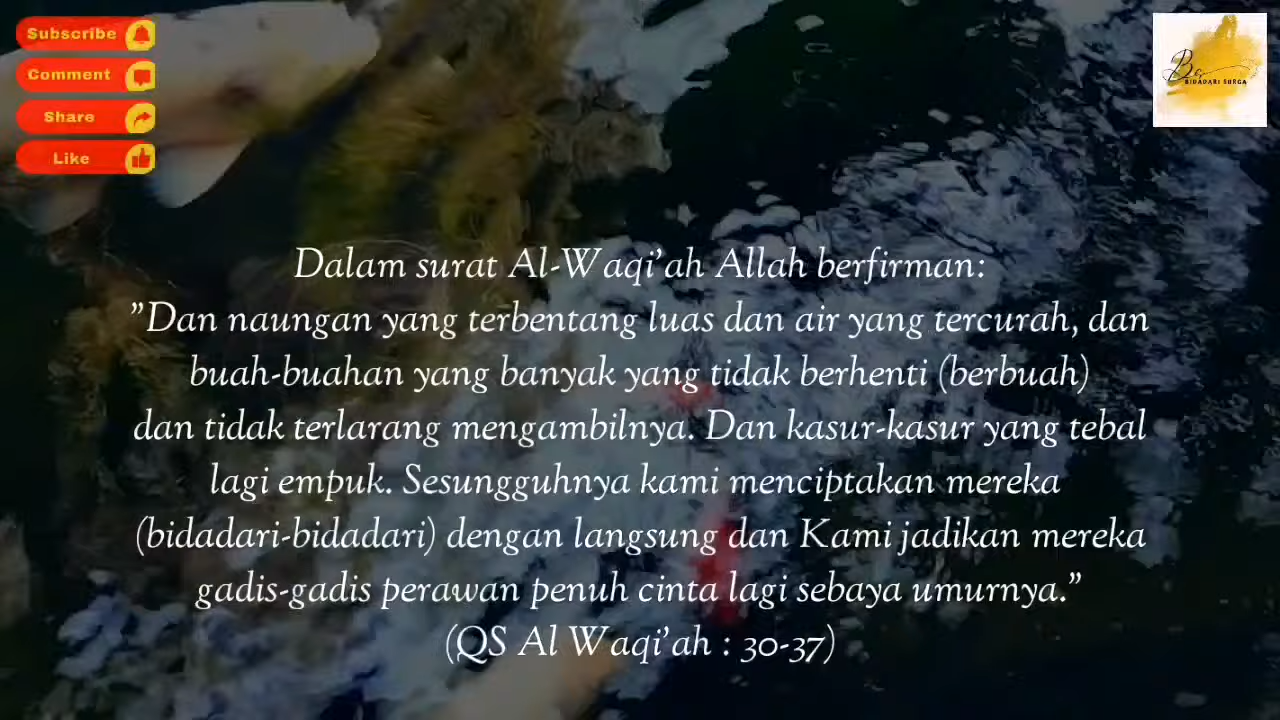 Subscribe
Comment
Share
Like
BIDADARI SURGA
Dalam surat Al-Waqi'ah Allah berfirman:
"Dan naungan yang terbentang luas dan air yang tercurah, dan
buah-buahan yang banyak yang tidak berhenti (berbuah)
dan tidak terlarang mengambilnya. Dan kasur-kasur yang tebal
lagi empuk. Sesungguhnya kami menciptakan mereka
(bidadari-bidadari) dengan langsung dan Kami jadikan mereka
gadis-gadis perawan penuh cinta lagi sebaya umurnya."
(QS Al Waqi'ah : 30-37)